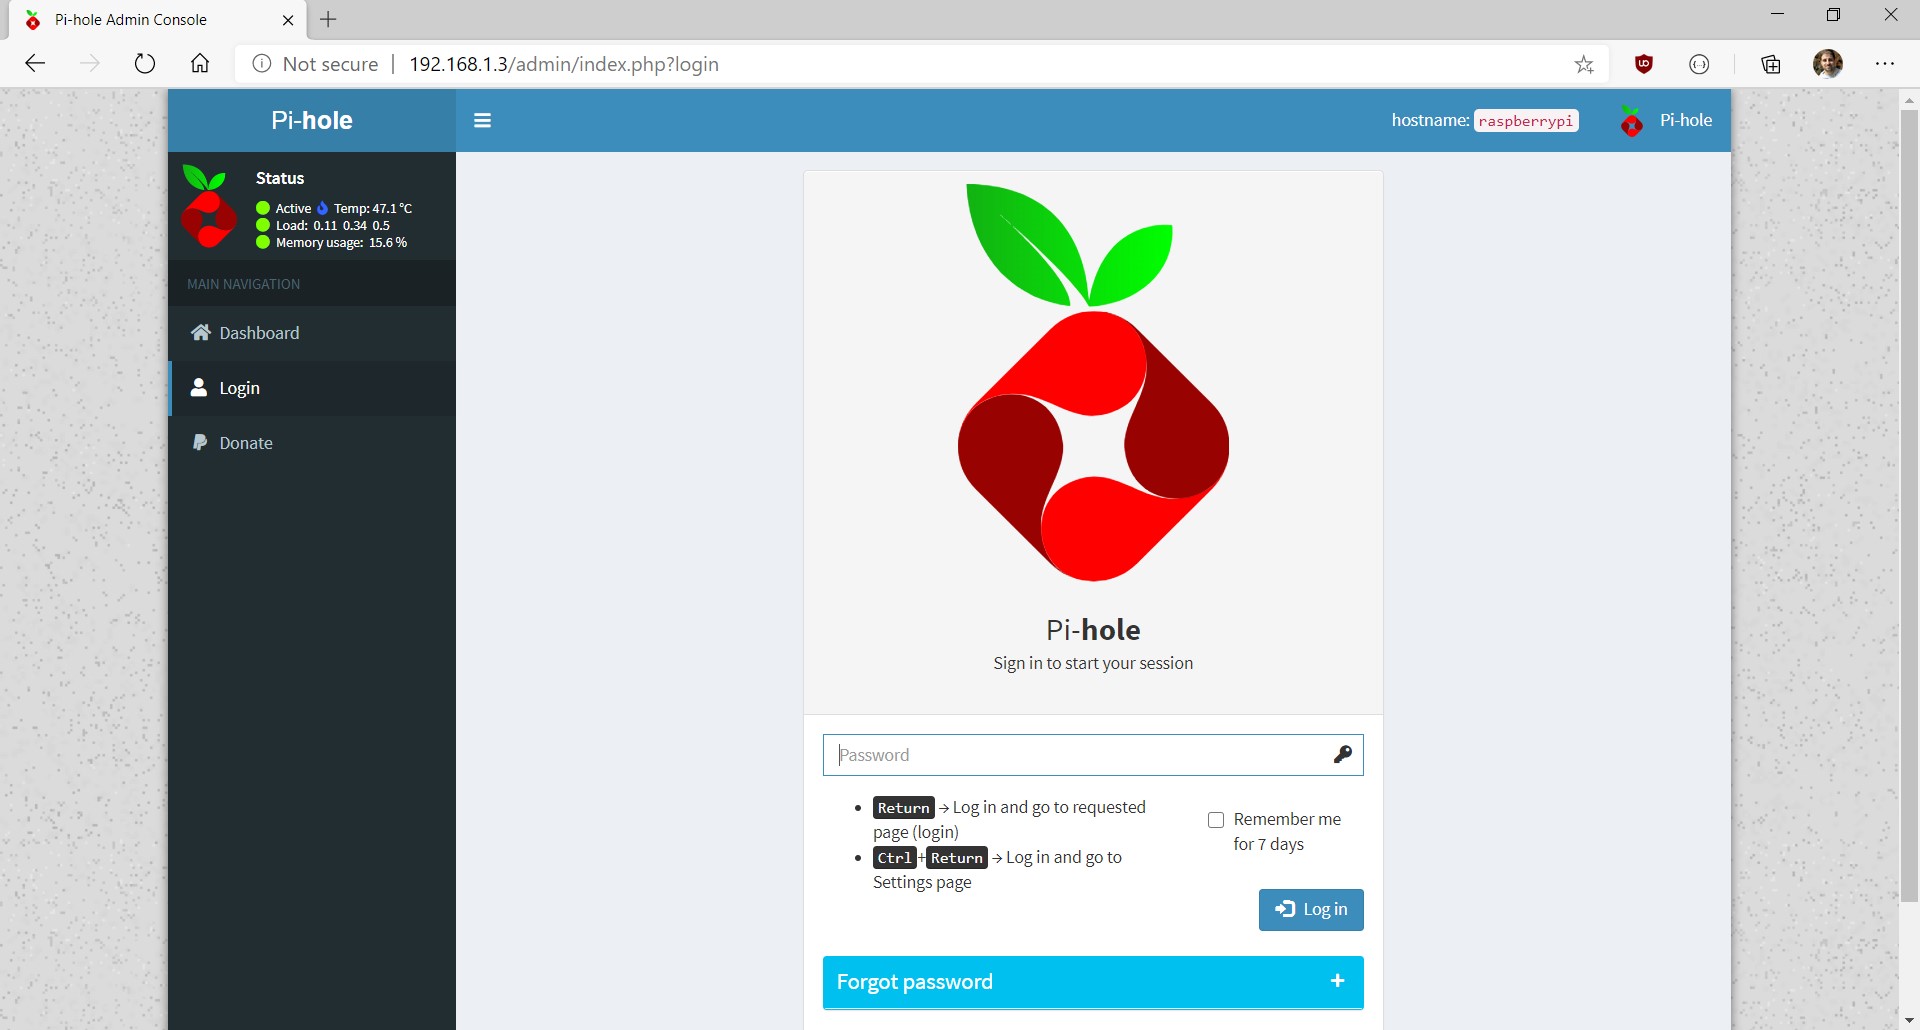 Pi-hole Admin Console
Not secure | 192.168.1.3/admin/index.php?login
Pi-hole
hostname: raspberrypi
Pi-hole
Status
Active Temp: 47.1 °C
Load: 0.11 0.34 0.5
Memory usage: 15.6 %
MAIN NAVIGATION
Dashboard
Login
Donate
Pi-hole
Sign in to start your session
Password
Return → Log in and go to requested
page (login)
Ctrl+Return → Log in and go to
Settings page
Remember me
for 7 days
Log in
Forgot password